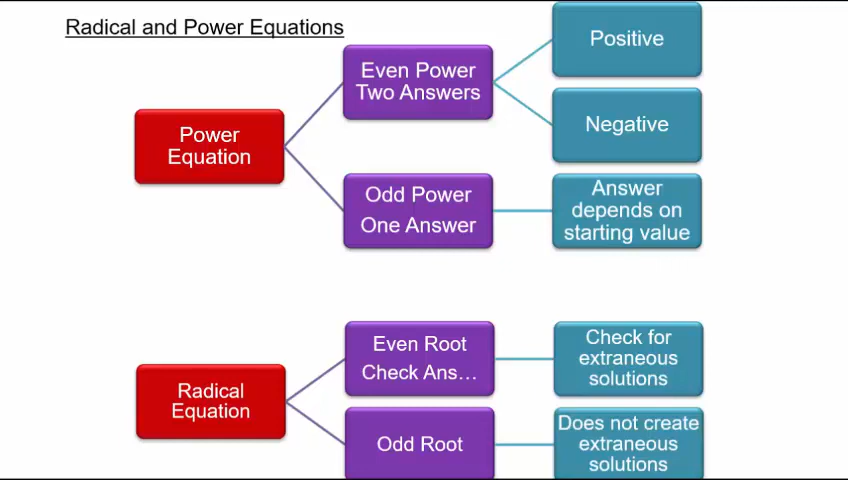 Radical and Power Equations
Power
Equation
Even Power
Two Answers
Positive
Negative
Odd Power
One Answer
Answer
depends on
starting value
Radical
Equation
Even Root
Check Ans…
Check for
extraneous
solutions
Odd Root
Does not create
extraneous
solutions